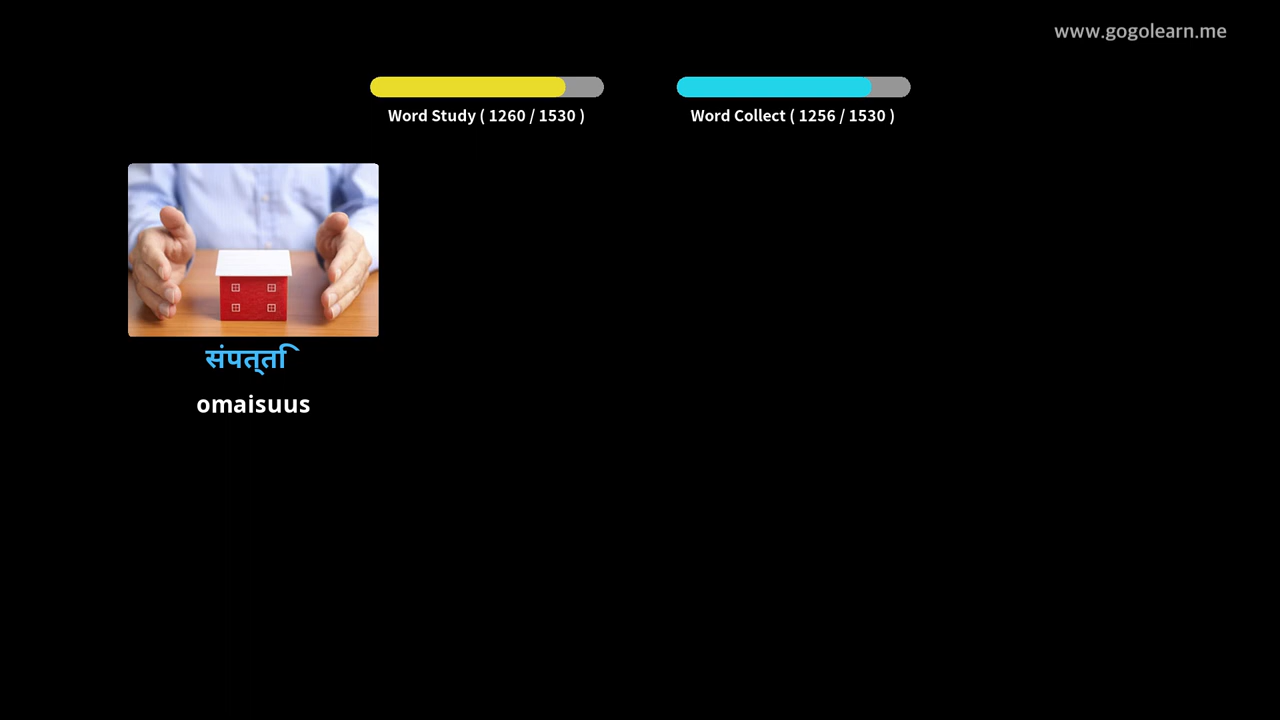 www.gogolearn.me
Word Study ( 1260 / 1530 )
Word Collect ( 1256 / 1530 )
संपत्ति
omaisuus